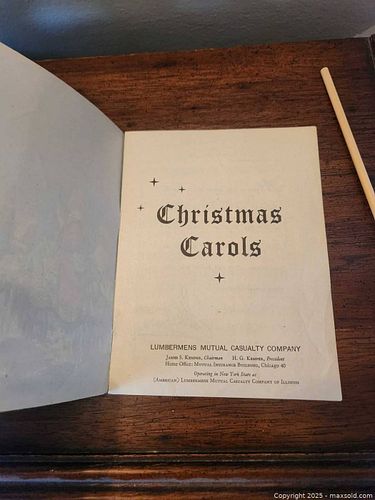 Christmas
Carols
LUMBERMENS MUTUAL CASUALTY COMPANY
James S. Kemper, Chairman H. G. Kemper, President
Home Office: Mutual Insurance Building, Chicago 40
Operating in New York State as
(American) Lumbermens Mutual Casualty Company of Illinois
Copyright 2025 - maxsold.com